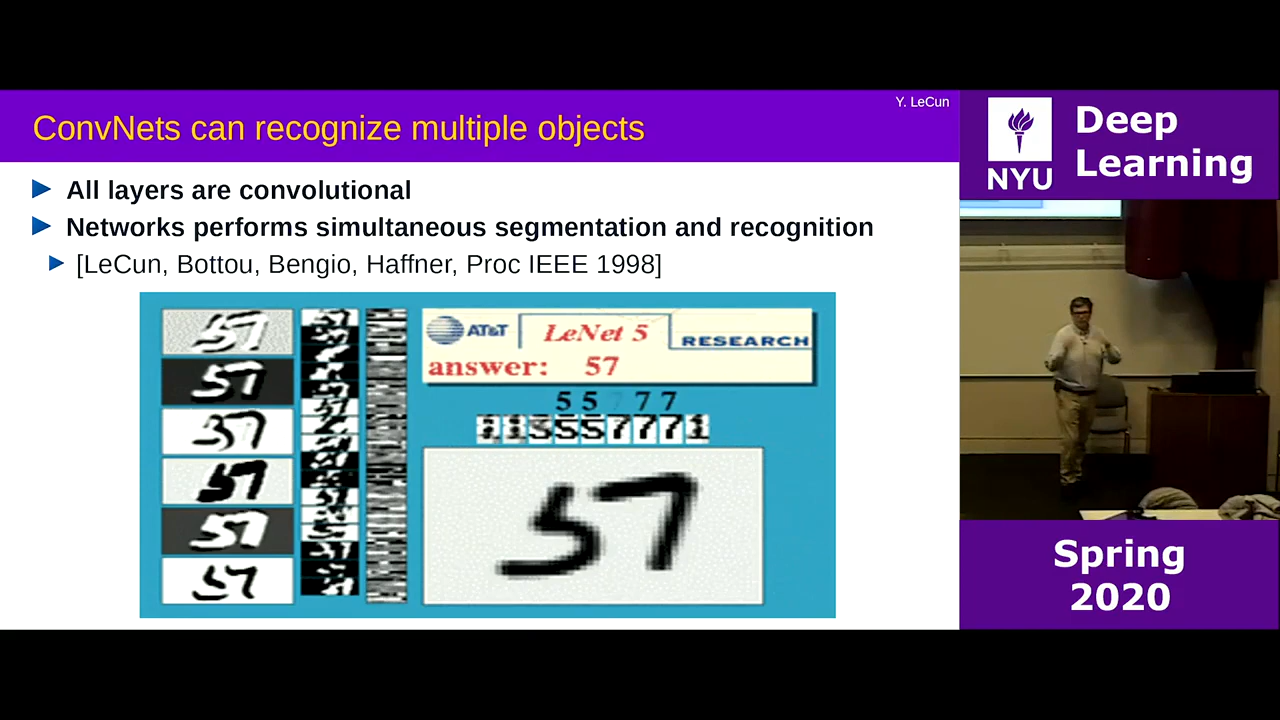 Y. LeCun
ConvNets can recognize multiple objects
All layers are convolutional
Networks performs simultaneous segmentation and recognition
[LeCun, Bottou, Bengio, Haffner, Proc IEEE 1998]
AT&T
LeNet 5
RESEARCH
answer: 57
55 77
5557771
57
NYU
Deep
Learning
Spring
2020